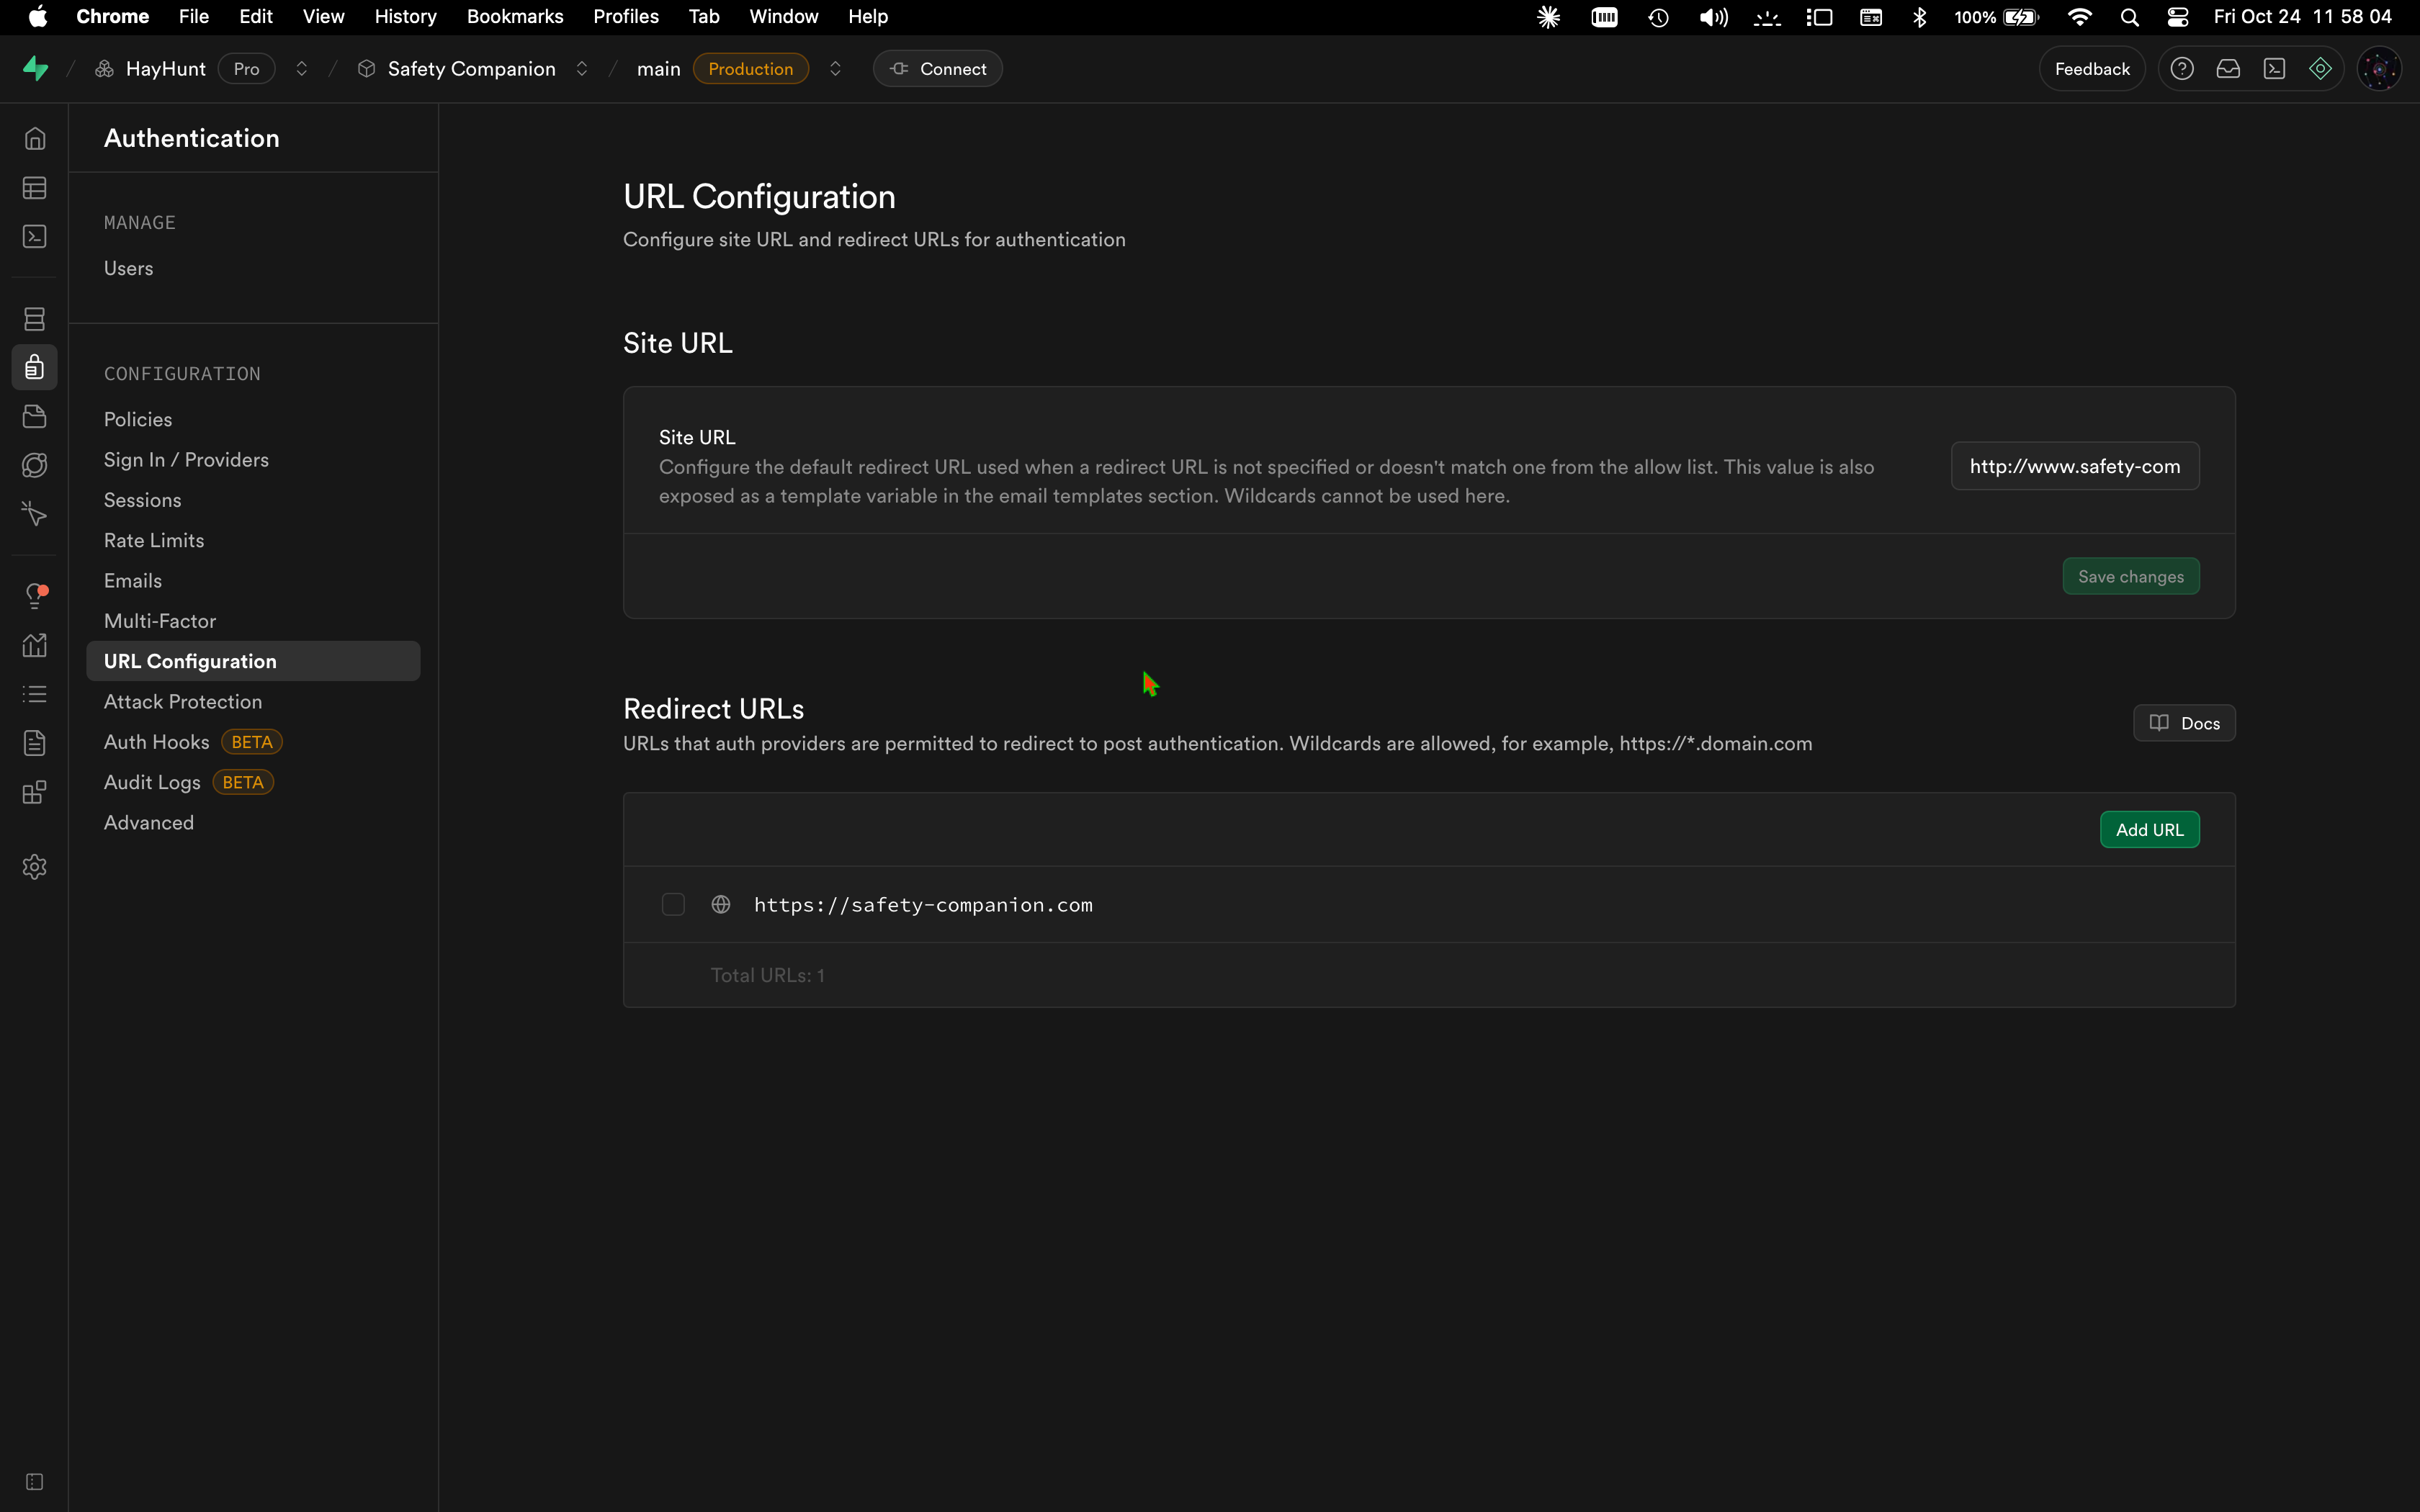 Chrome File Edit View History Bookmarks Profiles Tab Window Help 100% Fri Oct 24 11 58 04
/ HayHunt Pro / Safety Companion / main Production Connect Feedback
Authentication
MANAGE
Users
CONFIGURATION
Policies
Sign In / Providers
Sessions
Rate Limits
Emails
Multi-Factor
URL Configuration
Attack Protection
Auth Hooks BETA
Audit Logs BETA
Advanced
URL Configuration
Configure site URL and redirect URLs for authentication
Site URL
Site URL
Configure the default redirect URL used when a redirect URL is not specified or doesn't match one from the allow list. This value is also
exposed as a template variable in the email templates section. Wildcards cannot be used here.
http://www.safety-com
Save changes
Redirect URLs
URLs that auth providers are permitted to redirect to post authentication. Wildcards are allowed, for example, https://*.domain.com
Docs
Add URL
https://safety-companion.com
Total URLs: 1